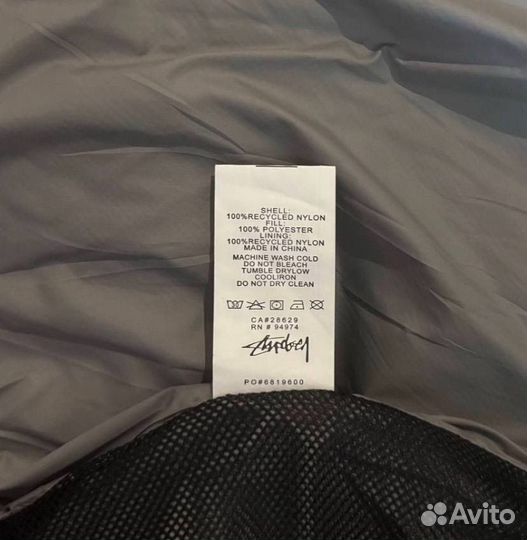 SHELL:
100%RECYCLED NYLON
FILL:
100% POLYESTER
LINING:
100%RECYCLED NYLON
MADE IN CHINA
MACHINE WASH COLD
DO NOT BLEACH
TUMBLE DRYLOW
COOLIRON
DO NOT DRY CLEAN
CA#28629
RN # 94974
Stüssy
PO#6819600
Avito